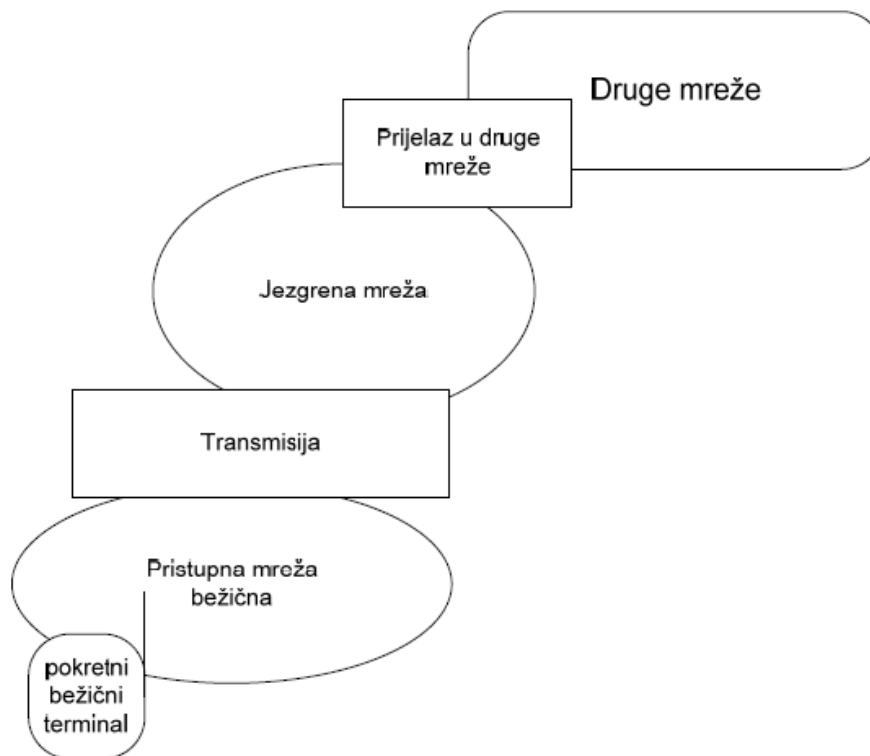 Druge mreže
Prijelaz u druge
mreže
Jezgrena mreža
Transmisija
Pristupna mreža
bežična
pokretni
bežični
terminal